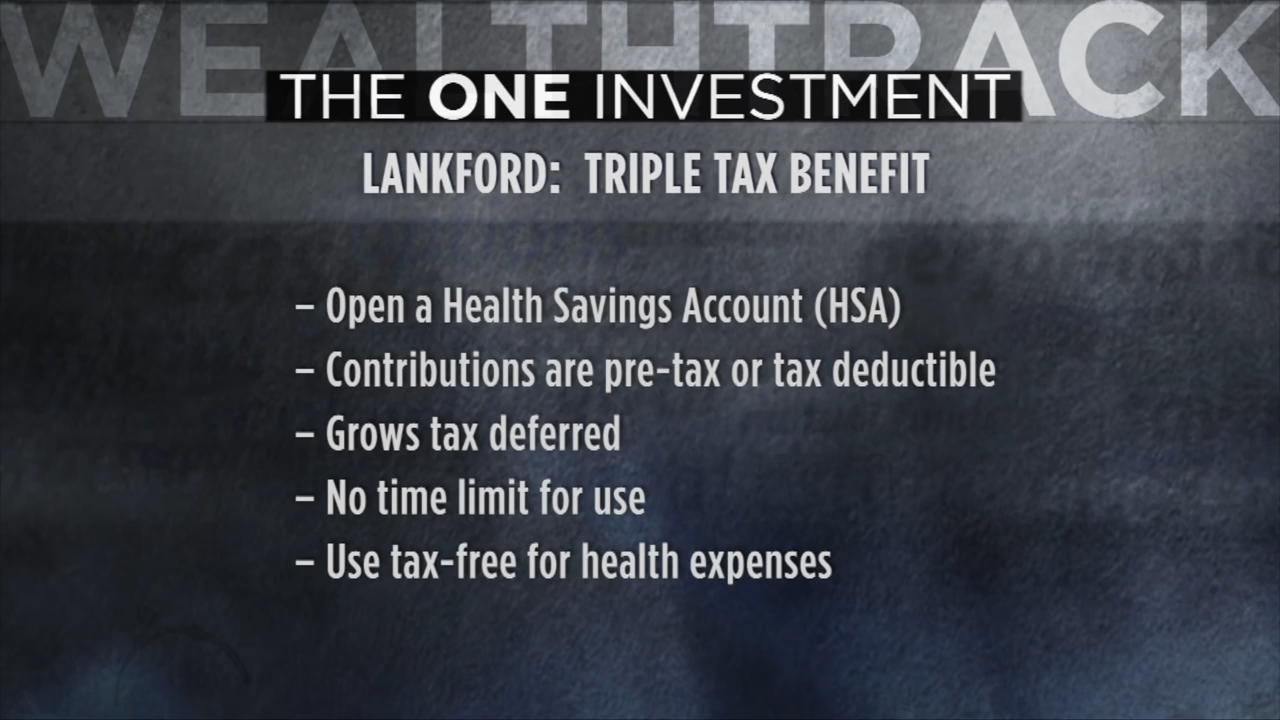 WEALTHTRACK
THE ONE INVESTMENT
LANKFORD: TRIPLE TAX BENEFIT
– Open a Health Savings Account (HSA)
– Contributions are pre-tax or tax deductible
– Grows tax deferred
– No time limit for use
– Use tax-free for health expenses